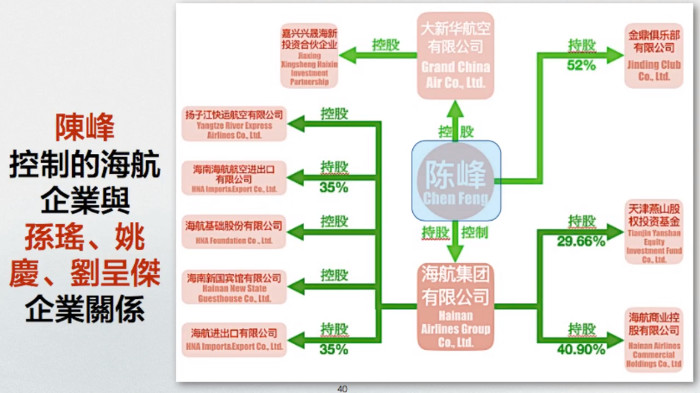 陳峰
控制的海航
企業與
孫瑤、姚
慶、劉呈傑
企業關係
嘉兴兴晟海新
投资合伙企业
Jiaxing
Xingsheng Haixin
Investment
Partnership
控股
大新华航空
有限公司
Grand China
Air Co., Ltd.
持股
52%
金鼎俱乐部
有限公司
Jinding Club
Co., Ltd.
扬子江快运航空有限公司
Yangtze River Express
Airlines Co., Ltd.
控股
控股
陈峰
Chen Feng
海南海航航空进出口
有限公司
HNA Import&Export Co., Ltd.
持股
35%
海航基础股份有限公司
HNA Foundation Co., Ltd.
控股
持股 控制
天津燕山股
权投资基金
Tianjin Yanshan
Equity
Investment Fund
Co., Ltd.
持股
29.66%
海南新国宾馆有限公司
Hainan New State
Guesthouse Co., Ltd.
控股
海航集团
有限公司
Hainan
Airlines Group
Co., Ltd.
海航进出口有限公司
HNA Import&Export Co., Ltd.
持股
35%
持股
40.90%
海航商业控
股有限公司
Hainan Airlines
Commercial
Holdings Co., Ltd
40